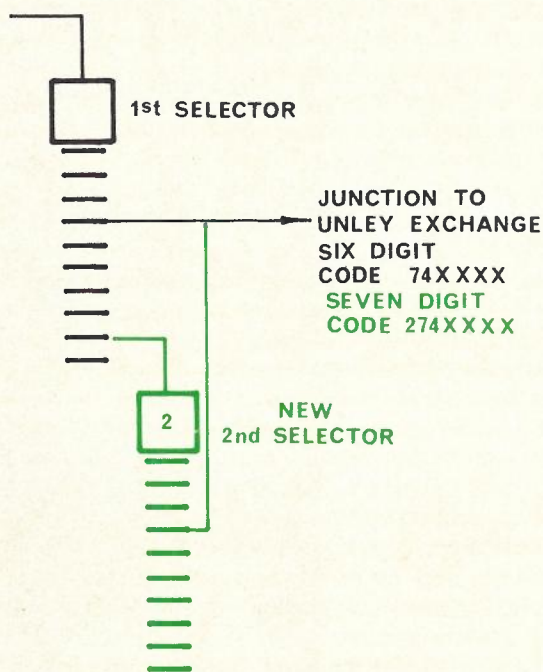 1st SELECTOR
JUNCTION TO
UNLEY EXCHANGE
SIX DIGIT
CODE 74XXXX
SEVEN DIGIT
CODE 274XXXX
2
NEW
2nd SELECTOR